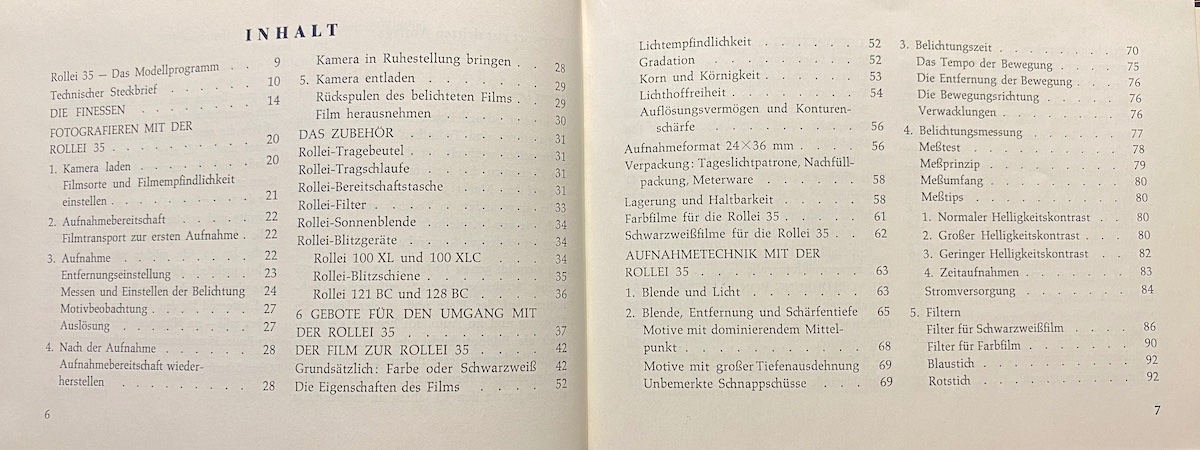 INHALT
Rollei 35 — Das Modellprogramm . . 9
Technischer Steckbrief . . . . . . 10
DIE FINESSEN . . . . . . . 14
FOTOGRAFIEREN MIT DER
ROLLEI 35 . . . . . . . . . 20
1. Kamera laden . . . . . . . . 20
Filmsorte und Filmempfindlichkeit
einstellen . . . . . . . . . 21
2. Aufnahmebereitschaft . . . . . 22
Filmtransport zur ersten Aufnahme . 22
3. Aufnahme . . . . . . . . . 22
Entfernungseinstellung . . . . . 23
Messen und Einstellen der Belichtung 24
Motivbeobachtung . . . . . . 27
Auslösung . . . . . . . . . 27
4. Nach der Aufnahme . . . . . . 28
Aufnahmebereitschaft wieder-
herstellen . . . . . . . . . 28
6
Kamera in Ruhestellung bringen . . 28
5. Kamera entladen . . . . . . . 29
Rückspulen des belichteten Films . . 29
Film herausnehmen . . . . . . 30
DAS ZUBEHÖR . . . . . . . . 31
Rollei-Tragebeutel . . . . . . . 31
Rollei-Tragschlaufe . . . . . . . 31
Rollei-Bereitschaftstasche . . . . . 31
Rollei-Filter . . . . . . . . . 33
Rollei-Sonnenblende . . . . . . 34
Rollei-Blitzgeräte . . . . . . . 34
Rollei 100 XL und 100 XLC . . . 34
Rollei-Blitzschiene . . . . . . 35
Rollei 121 BC und 128 BC . . . . 36
6 GEBOTE FÜR DEN UMGANG MIT
DER ROLLEI 35 . . . . . . . . 37
DER FILM ZUR ROLLEI 35 . . . . 42
Grundsätzlich: Farbe oder Schwarzweiß 42
Die Eigenschaften des Films . . . . 52
Lichtempfindlichkeit . . . . . . 52
Gradation . . . . . . . . . 52
Korn und Körnigkeit . . . . . . 53
Lichthoffreiheit . . . . . . . 54
Auflösungsvermögen und Konturen-
schärfe . . . . . . . . . 56
Aufnahmeformat 24×36 mm . . . . 56
Verpackung: Tageslichtpatrone, Nachfüll-
packung, Meterware . . . . . . 58
Lagerung und Haltbarkeit . . . . . 58
Farbfilme für die Rollei 35 . . . . . 61
Schwarzweißfilme für die Rollei 35 . . 62
AUFNAHMETECHNIK MIT DER
ROLLEI 35 . . . . . . . . . 63
1. Blende und Licht . . . . . . . 63
2. Blende, Entfernung und Schärfentiefe 65
Motive mit dominierendem Mittel-
punkt . . . . . . . . . . 68
Motive mit großer Tiefenausdehnung 69
Unbemerkte Schnappschüsse . . . 69
3. Belichtungszeit . . . . . . . . 70
Das Tempo der Bewegung . . . . 75
Die Entfernung der Bewegung . . . 76
Die Bewegungsrichtung . . . . . 76
Verwacklungen . . . . . . . . 76
4. Belichtungsmessung . . . . . . 77
Meßtest . . . . . . . . . . 78
Meßprinzip . . . . . . . . . 79
Meßumfang . . . . . . . . . 80
Meßtips . . . . . . . . . . 80
1. Normaler Helligkeitskontrast . . 80
2. Großer Helligkeitskontrast . . . 80
3. Geringer Helligkeitskontrast . . 82
4. Zeitaufnahmen . . . . . . . 83
Stromversorgung . . . . . . . 84
5. Filtern
Filter für Schwarzweißfilm . . . . 86
Filter für Farbfilm . . . . . . . 90
Blaustich . . . . . . . . . 92
Rotstich . . . . . . . . . 92
7